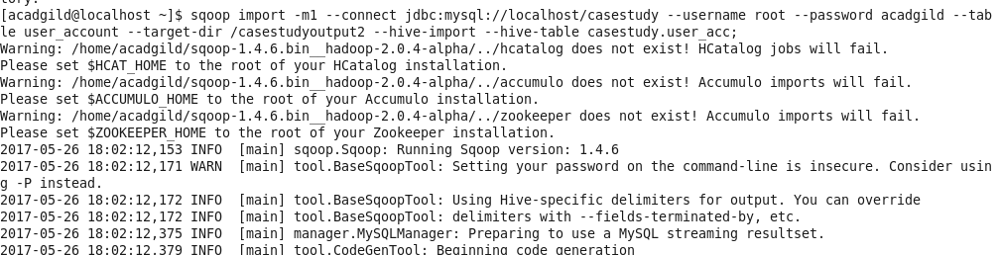 tory.
[acadgild@localhost ~]$ sqoop import -m1 --connect jdbc:mysql://localhost/casestudy --username root --password acadgild --tab
le user_account --target-dir /casestudyoutput2 --hive-import --hive-table casestudy.user_acc;
Warning: /home/acadgild/sqoop-1.4.6.bin__hadoop-2.0.4-alpha/../hcatalog does not exist! HCatalog jobs will fail.
Please set $HCAT_HOME to the root of your HCatalog installation.
Warning: /home/acadgild/sqoop-1.4.6.bin__hadoop-2.0.4-alpha/../accumulo does not exist! Accumulo imports will fail.
Please set $ACCUMULO_HOME to the root of your Accumulo installation.
Warning: /home/acadgild/sqoop-1.4.6.bin__hadoop-2.0.4-alpha/../zookeeper does not exist! Accumulo imports will fail.
Please set $ZOOKEEPER_HOME to the root of your Zookeeper installation.
2017-05-26 18:02:12,153 INFO  [main] sqoop.Sqoop: Running Sqoop version: 1.4.6
2017-05-26 18:02:12,171 WARN  [main] tool.BaseSqoopTool: Setting your password on the command-line is insecure. Consider usin
g -P instead.
2017-05-26 18:02:12,172 INFO  [main] tool.BaseSqoopTool: Using Hive-specific delimiters for output. You can override
2017-05-26 18:02:12,172 INFO  [main] tool.BaseSqoopTool: delimiters with --fields-terminated-by, etc.
2017-05-26 18:02:12,375 INFO  [main] manager.MySQLManager: Preparing to use a MySQL streaming resultset.
2017-05-26 18:02:12,379 INFO  [main] tool.CodeGenTool: Beginning code generation